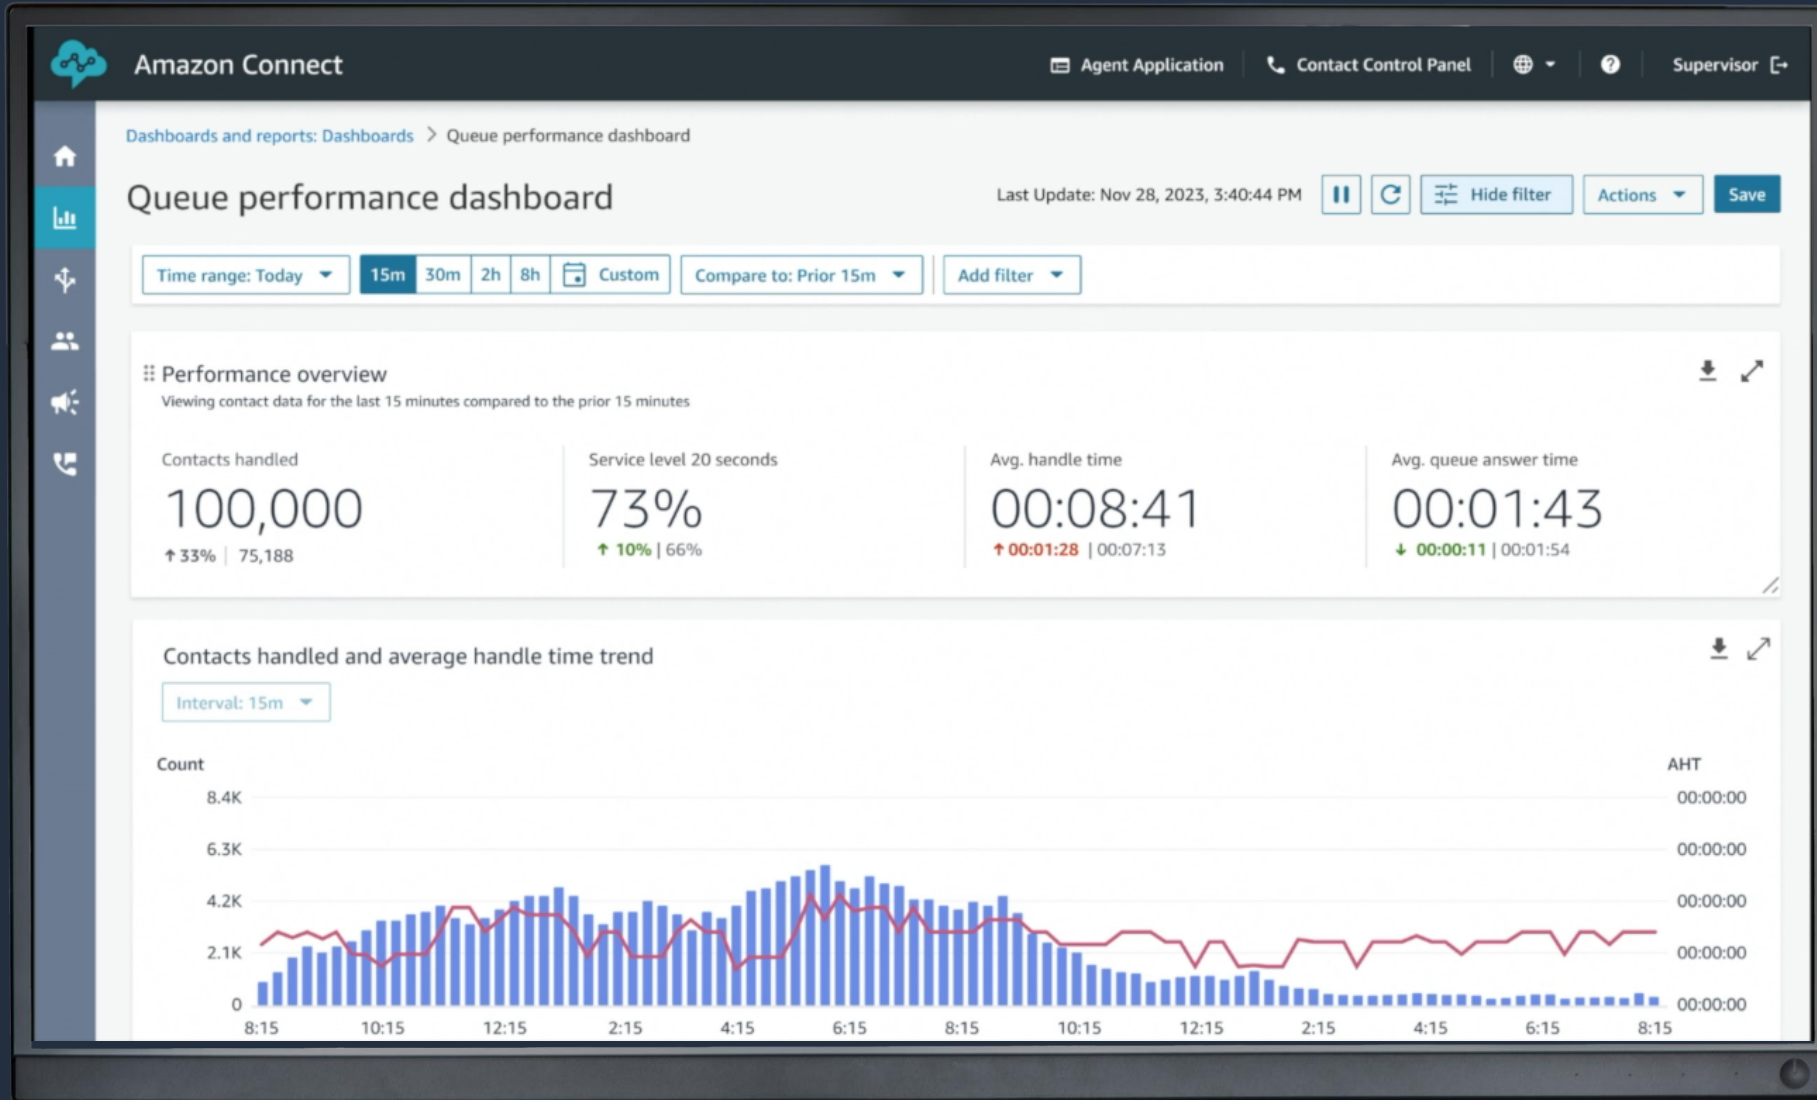 Amazon Connect
Agent Application
Contact Control Panel
Supervisor
Dashboards and reports: Dashboards > Queue performance dashboard
Queue performance dashboard
Last Update: Nov 28, 2023, 3:40:44 PM
Hide filter
Actions
Save
Time range: Today
15m
30m
2h
8h
Custom
Compare to: Prior 15m
Add filter
Performance overview
Viewing contact data for the last 15 minutes compared to the prior 15 minutes
Contacts handled
100,000
↑ 33% | 75,188
Service level 20 seconds
73%
↑ 10% | 66%
Avg. handle time
00:08:41
↑ 00:01:28 | 00:07:13
Avg. queue answer time
00:01:43
↓ 00:00:11 | 00:01:54
Contacts handled and average handle time trend
Interval: 15m
Count
AHT
8.4K
6.3K
4.2K
2.1K
0
00:00:00
00:00:00
00:00:00
00:00:00
00:00:00
8:15 10:15 12:15 2:15 4:15 6:15 8:15 10:15 12:15 2:15 4:15 6:15 8:15